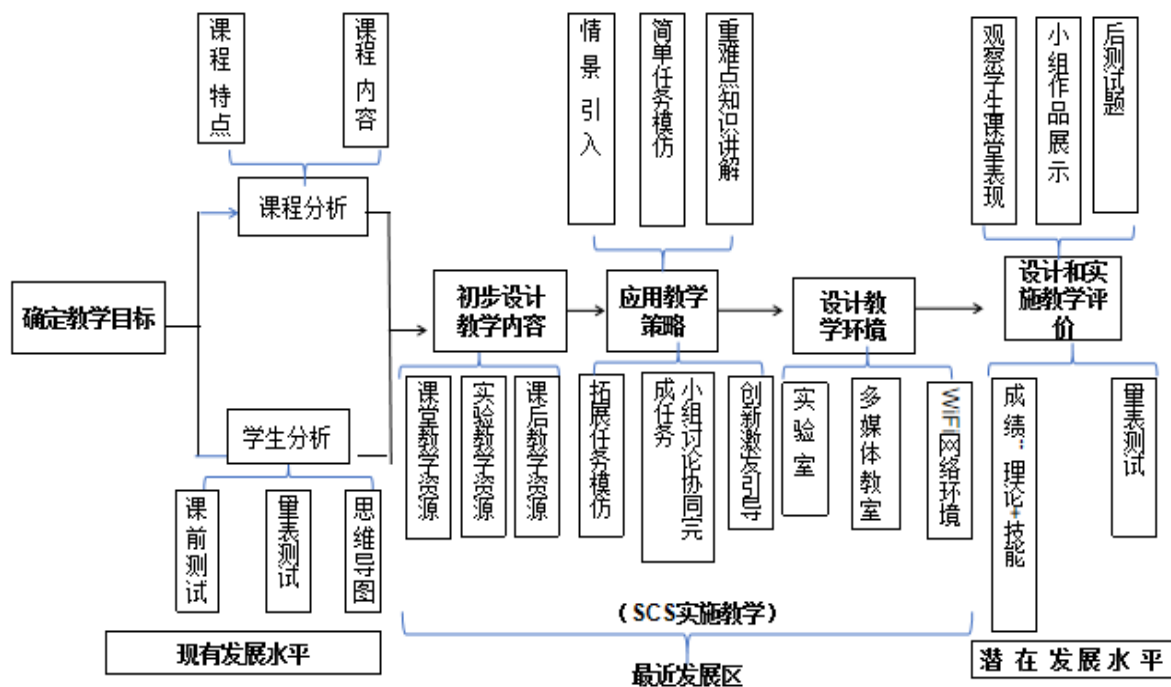 课程特点
课程内容
情景引入
简单任务模仿
重难点知识讲解
观察学生课堂表现
小组作品展示
后测试题
课程分析
确定教学目标
初步设计
教学内容
应用教学
策略
设计教
学环境
设计和实
施教学评
价
学生分析
课前测试
量表测试
思维导图
课堂教学资源
实验教学资源
课后教学资源
拓展任务模仿
小组讨论协同完
成任务
创新激发引导
实验室
多媒体教室
WiFi网络环境
成绩：理论+技能
量表测试
现有发展水平
（SCS实施教学）
最近发展区
潜在发展水平